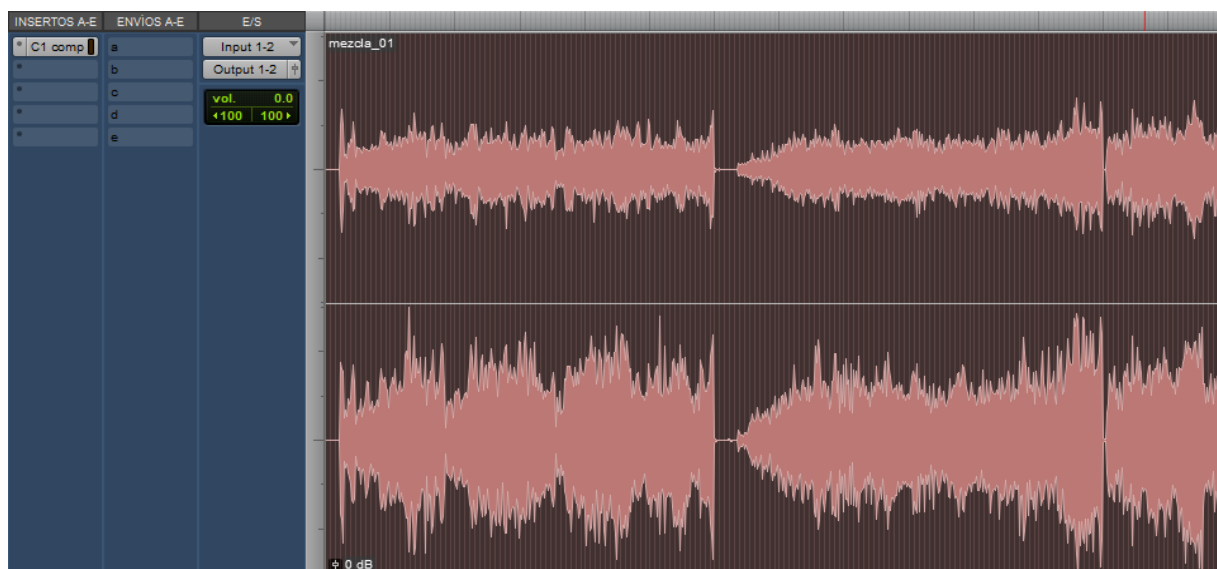 INSERTOS A-E ENVÍOS A-E E/S
C1 comp a Input 1-2
b Output 1-2
c
vol. 0.0
d 100 100
e
mezcla_01
0 dB